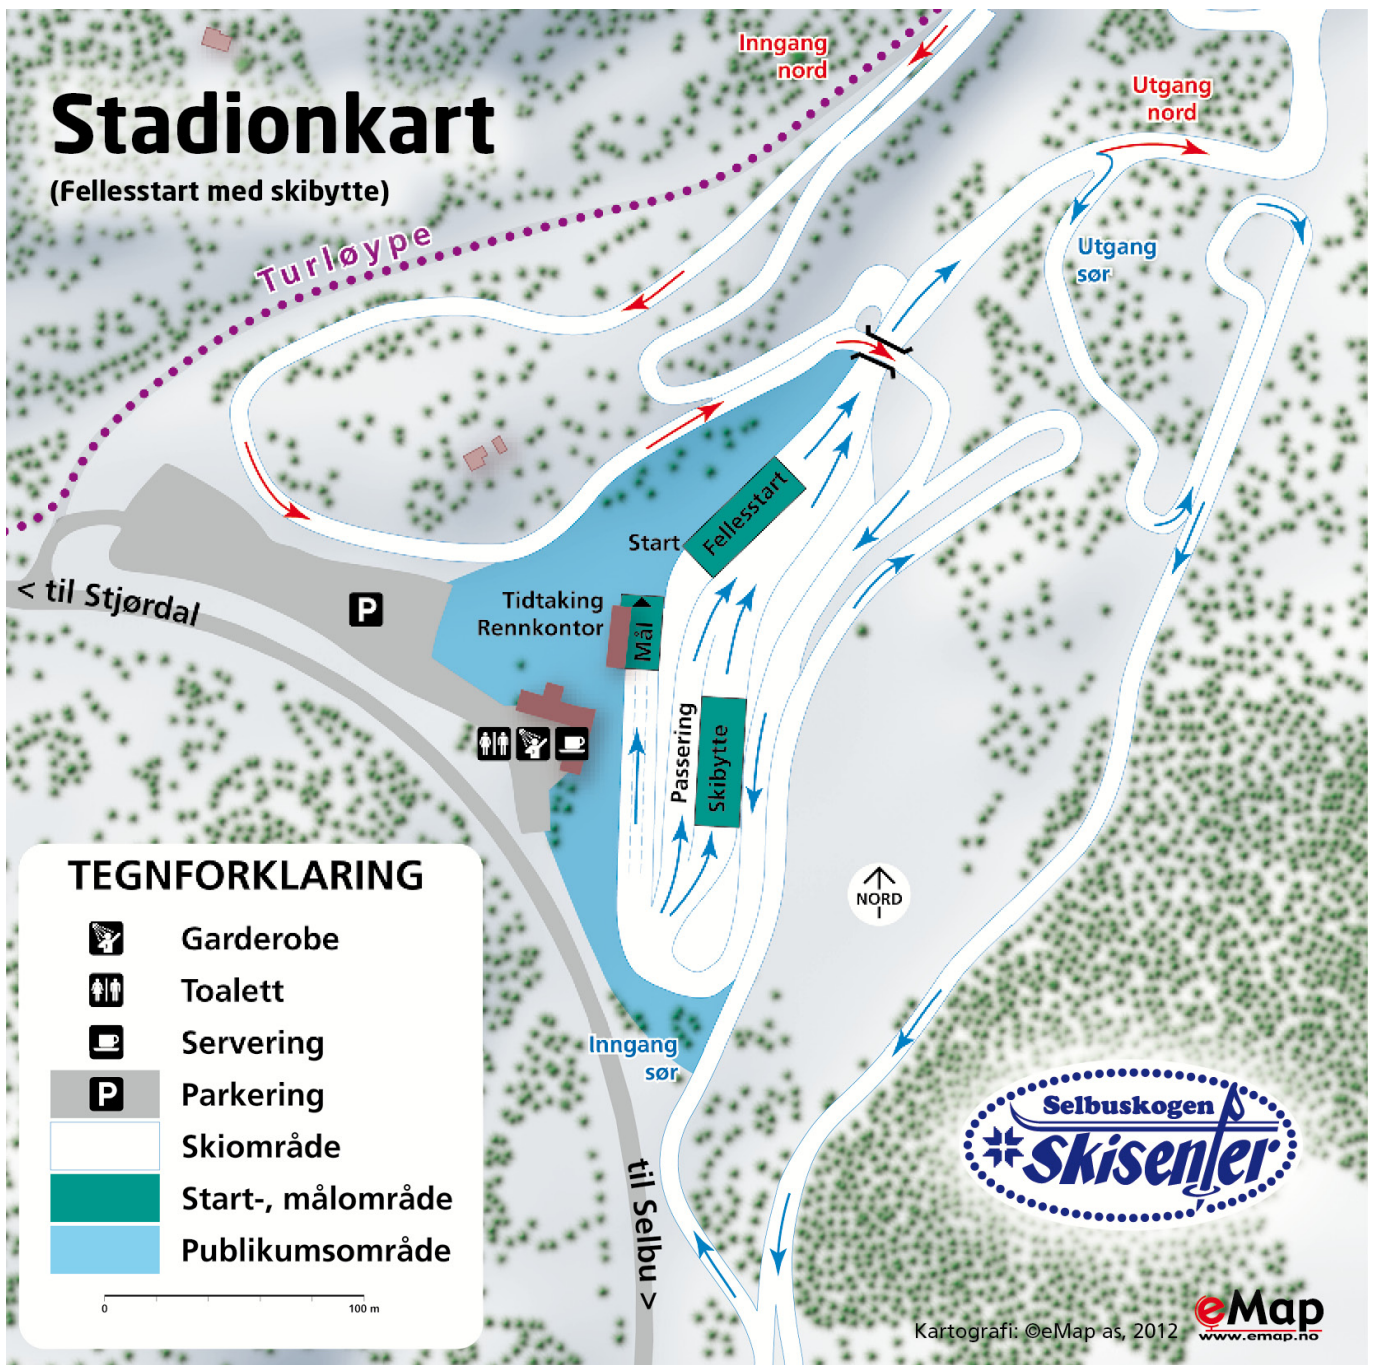 Inngang
nord
Utgang
nord
Stadionkart
(Fellesstart med skibytte)
Turløype
Utgang
sør
Fellesstart
Start
< til Stjørdal
P
Tidtaking
Rennkontor
Mål
Passering
Skibytte
NORD
TEGNFORKLARING
Garderobe
Toalett
Servering
P Parkering
Skiområde
Start-, målområde
Publikumsområde
0 100 m
Inngang
sør
til Selbu >
Selbuskogen
Skisenter
Kartografi: ©eMap as, 2012
eMap
www.emap.no